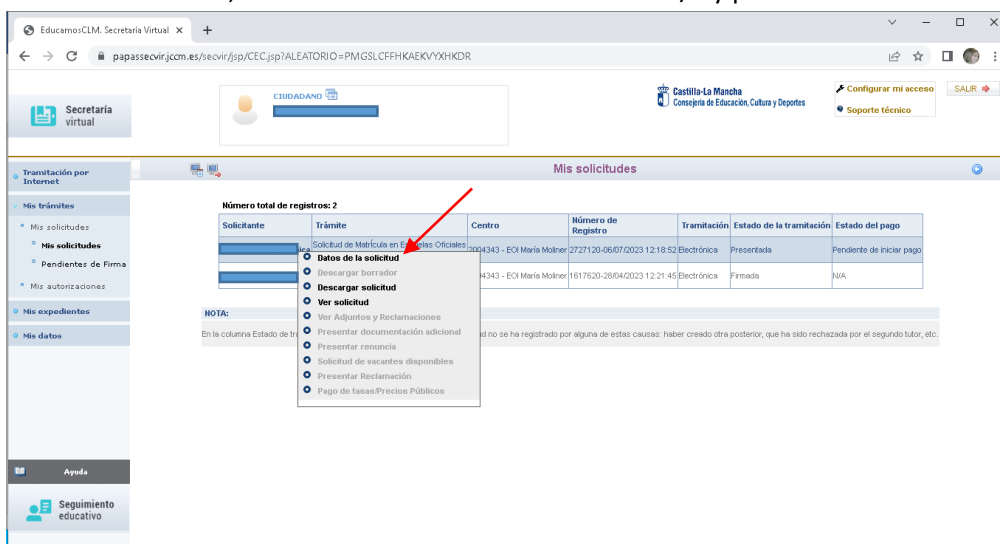 EducamosCLM. Secretaría Virtual
papassecvir.jccm.es/secvir/jsp/CEC.jsp?ALEATORIO=PMGSLCFFHKAEKVYXHKDR
Secretaría
virtual
CIUDADANO
Castilla-La Mancha
Consejería de Educación, Cultura y Deportes
Configurar mi acceso
Soporte técnico
SALIR
Tramitación por
Internet
Mis trámites
Mis solicitudes
Mis solicitudes
Pendientes de Firma
Mis autorizaciones
Mis expedientes
Mis datos
Ayuda
Seguimiento
educativo
Mis solicitudes
Número total de registros: 2
Solicitante Trámite Centro Número de Registro Tramitación Estado de la tramitación Estado del pago
Solicitud de Matrícula en Escuelas Oficiales 2004343 - EOI María Moliner 2727120-06/07/2023 12:18:52 Electrónica Presentada Pendiente de iniciar pago
04343 - EOI María Moliner 1617620-28/04/2023 12:21:45 Electrónica Firmada N/A
Datos de la solicitud
Descargar borrador
Descargar solicitud
Ver solicitud
Ver Adjuntos y Reclamaciones
Presentar documentación adicional
Presentar renuncia
Solicitud de vacantes disponibles
Presentar Reclamación
Pago de tasas/Precios Públicos
NOTA:
En la columna Estado de tra ud no se ha registrado por alguna de estas causas: haber creado otra posterior, que ha sido rechazada por el segundo tutor, etc.